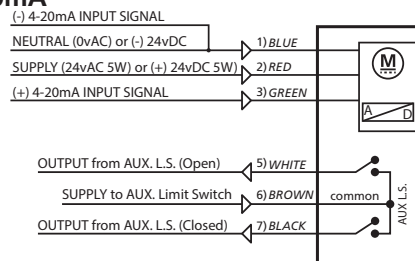 (-) 4-20mA INPUT SIGNAL
NEUTRAL (0vAC) or (-) 24vDC 1) BLUE
SUPPLY (24vAC 5W) or (+) 24vDC 5W) 2) RED
(+) 4-20mA INPUT SIGNAL 3) GREEN
M
A D
OUTPUT from AUX. L.S. (Open) 5) WHITE
SUPPLY to AUX. Limit Switch 6) BROWN common
OUTPUT from AUX. L.S. (Closed) 7) BLACK
AUX L.S.